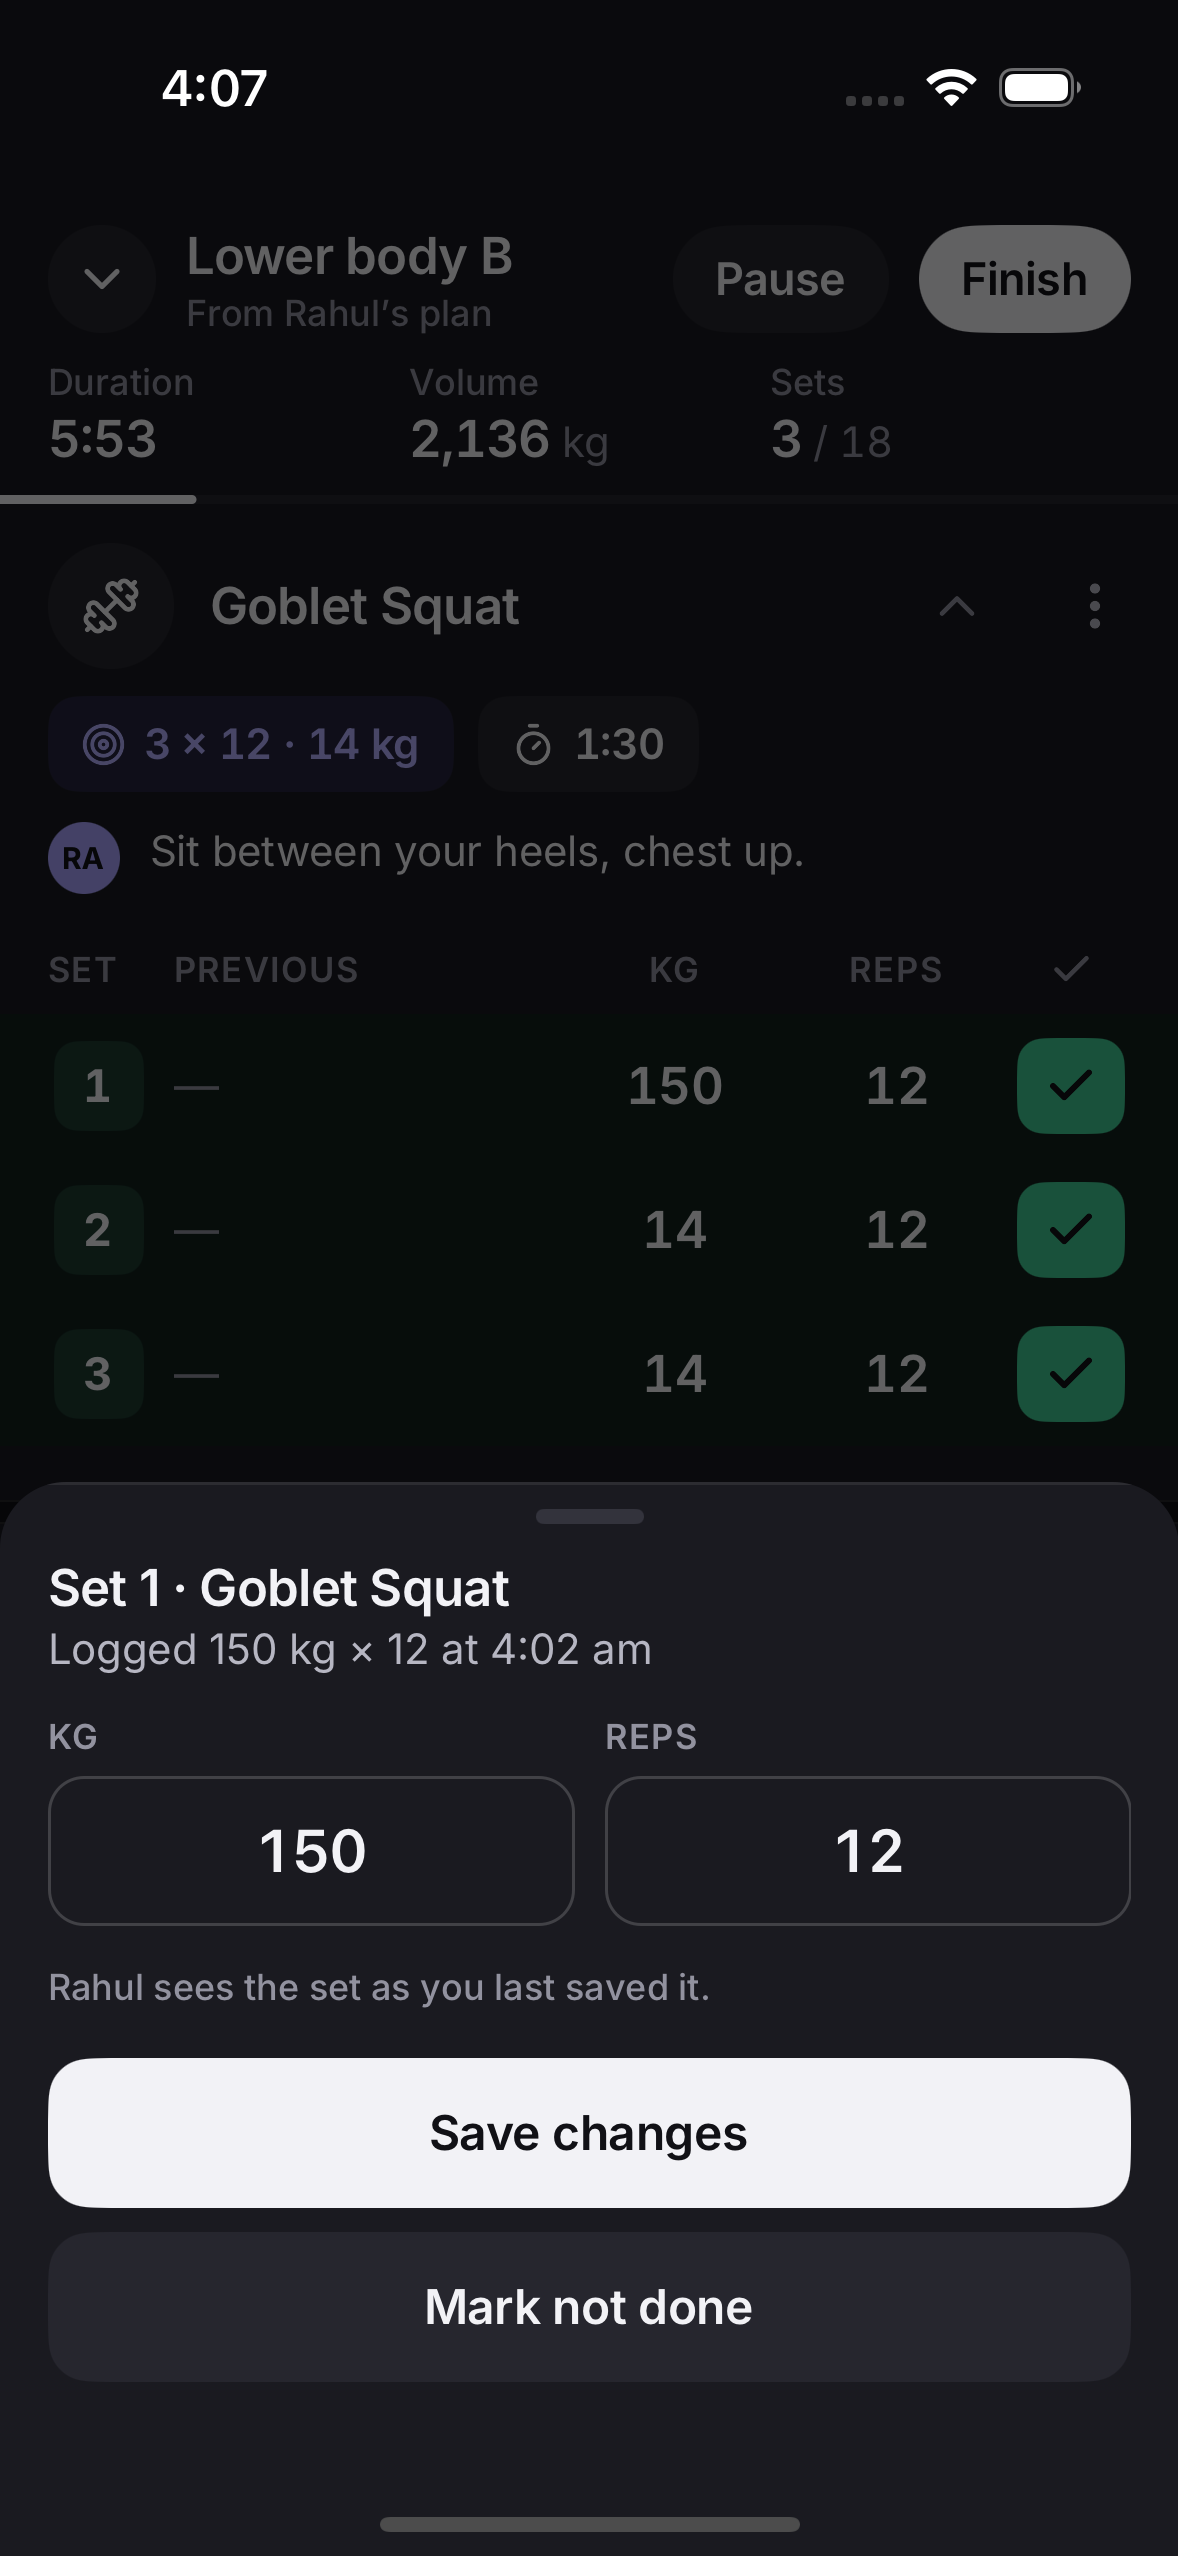 4:07
Lower body B
From Rahul’s plan
Pause
Finish
Duration
Volume
Sets
5:53
2,136 kg
3 / 18
Goblet Squat
3 × 12 · 14 kg
1:30
RA
Sit between your heels, chest up.
SET PREVIOUS KG REPS ✓
1 — 150 12
2 — 14 12
3 — 14 12
Set 1 · Goblet Squat
Logged 150 kg × 12 at 4:02 am
KG
REPS
150
12
Rahul sees the set as you last saved it.
Save changes
Mark not done